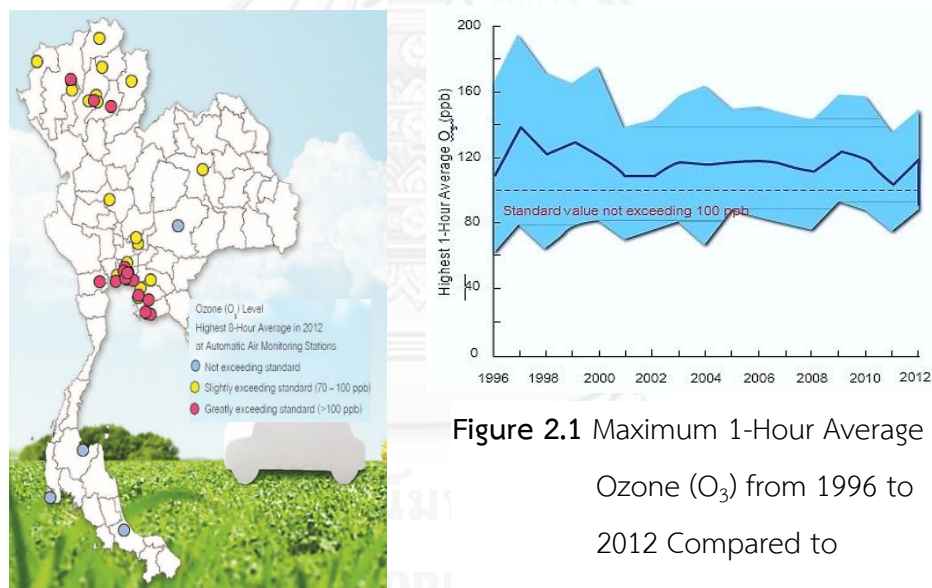 Ozone (O3) Level
Highest 8-Hour Average in 2012
at Automatic Air Monitoring Stations
Not exceeding standard
Slightly exceeding standard (70 – 100 ppb)
Greatly exceeding standard (>100 ppb)
Highest 1-Hour Average O3 (ppb)
200
160
120
80
40
0
Standard value not exceeding 100 ppb
1996 1998 2000 2002 2004 2006 2008 2010 2012
Figure 2.1 Maximum 1-Hour Average
Ozone (O3) from 1996 to
2012 Compared to